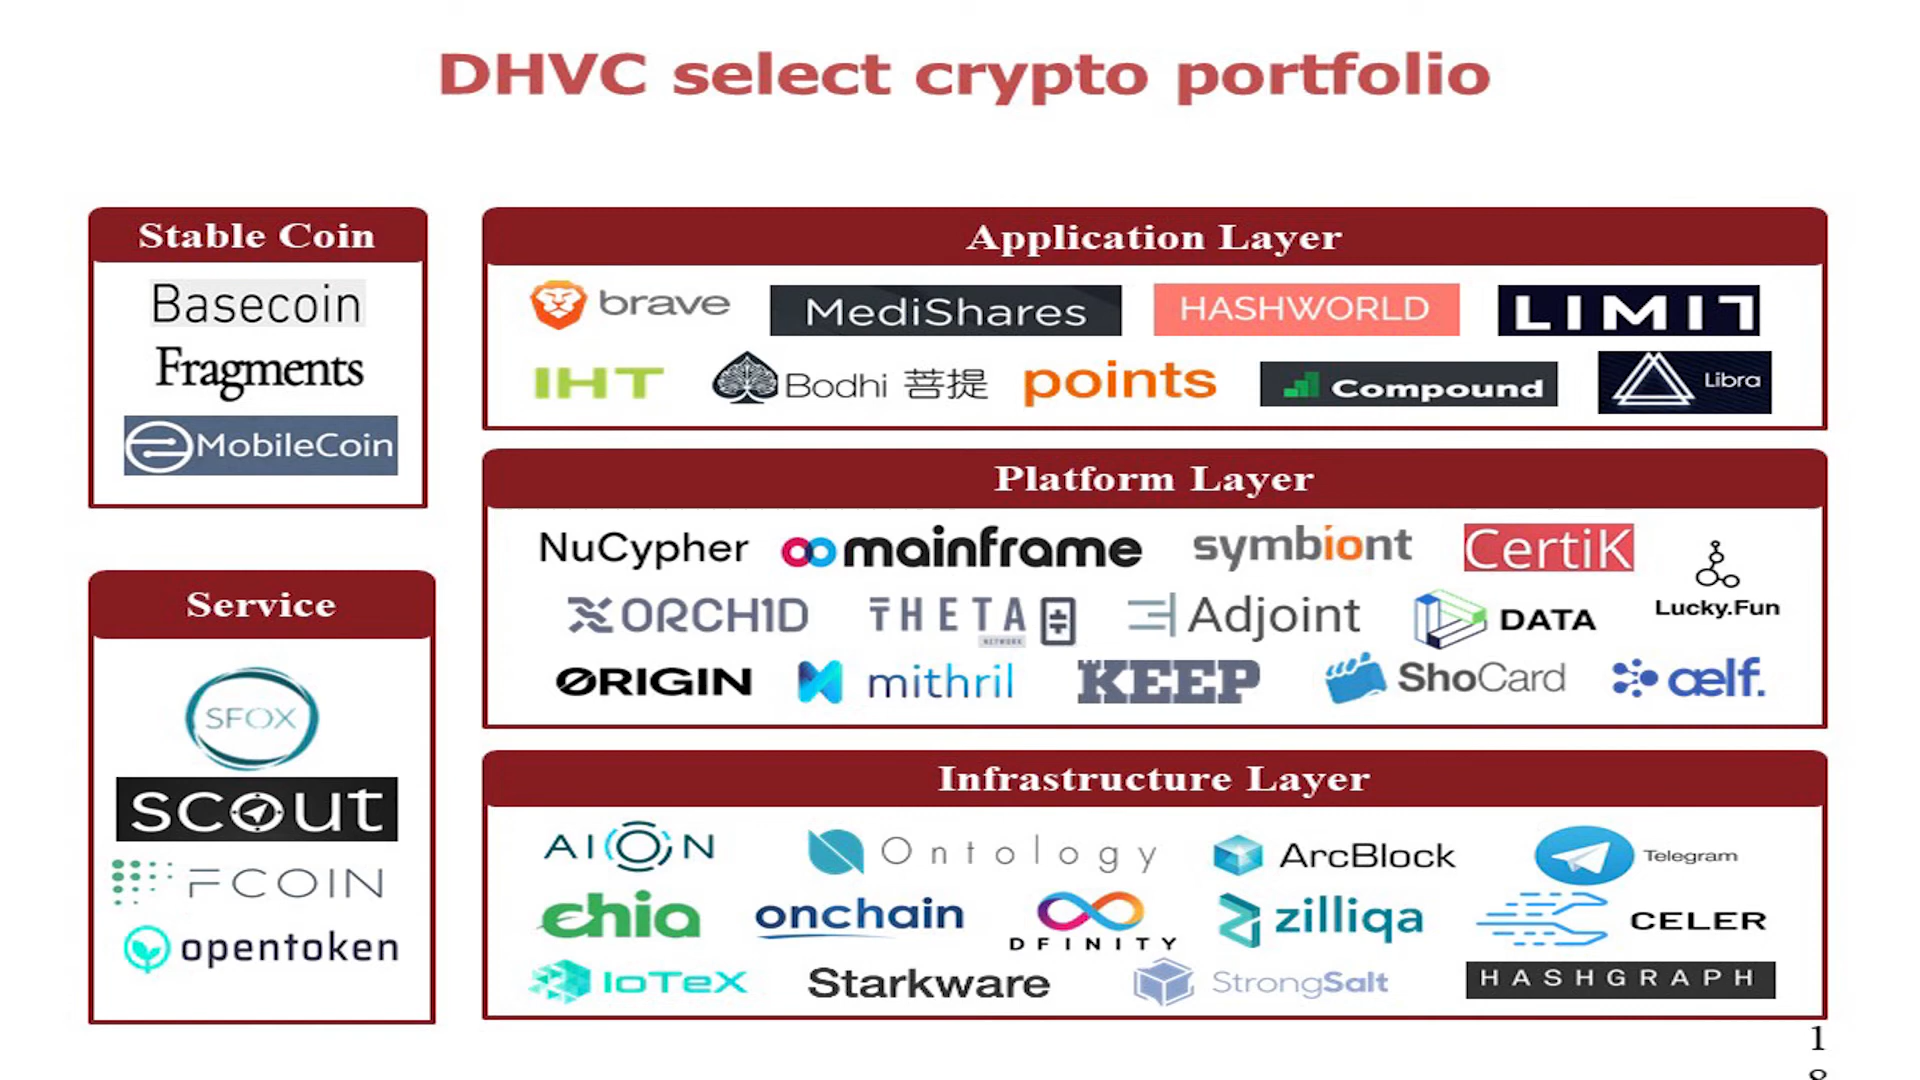 DHVC select crypto portfolio
Stable Coin
Basecoin
Fragments
MobileCoin
Service
SFOX
SCOUT
FCOIN
opentoken
Application Layer
brave MediShares HASHWORLD LIMIT
IHT Bodhi 菩提 points Compound Libra
Platform Layer
NuCypher mainframe symbiont CertiK
Lucky.Fun
ORCHID THETA NETWORK Adjoint DATA
ORIGIN mithril KEEP ShoCard ælf.
Infrastructure Layer
AION Ontology ArcBlock Telegram
chia onchain DFINITY zilliqa CELER
IoTeX Starkware StrongSalt HASHGRAPH
1
8